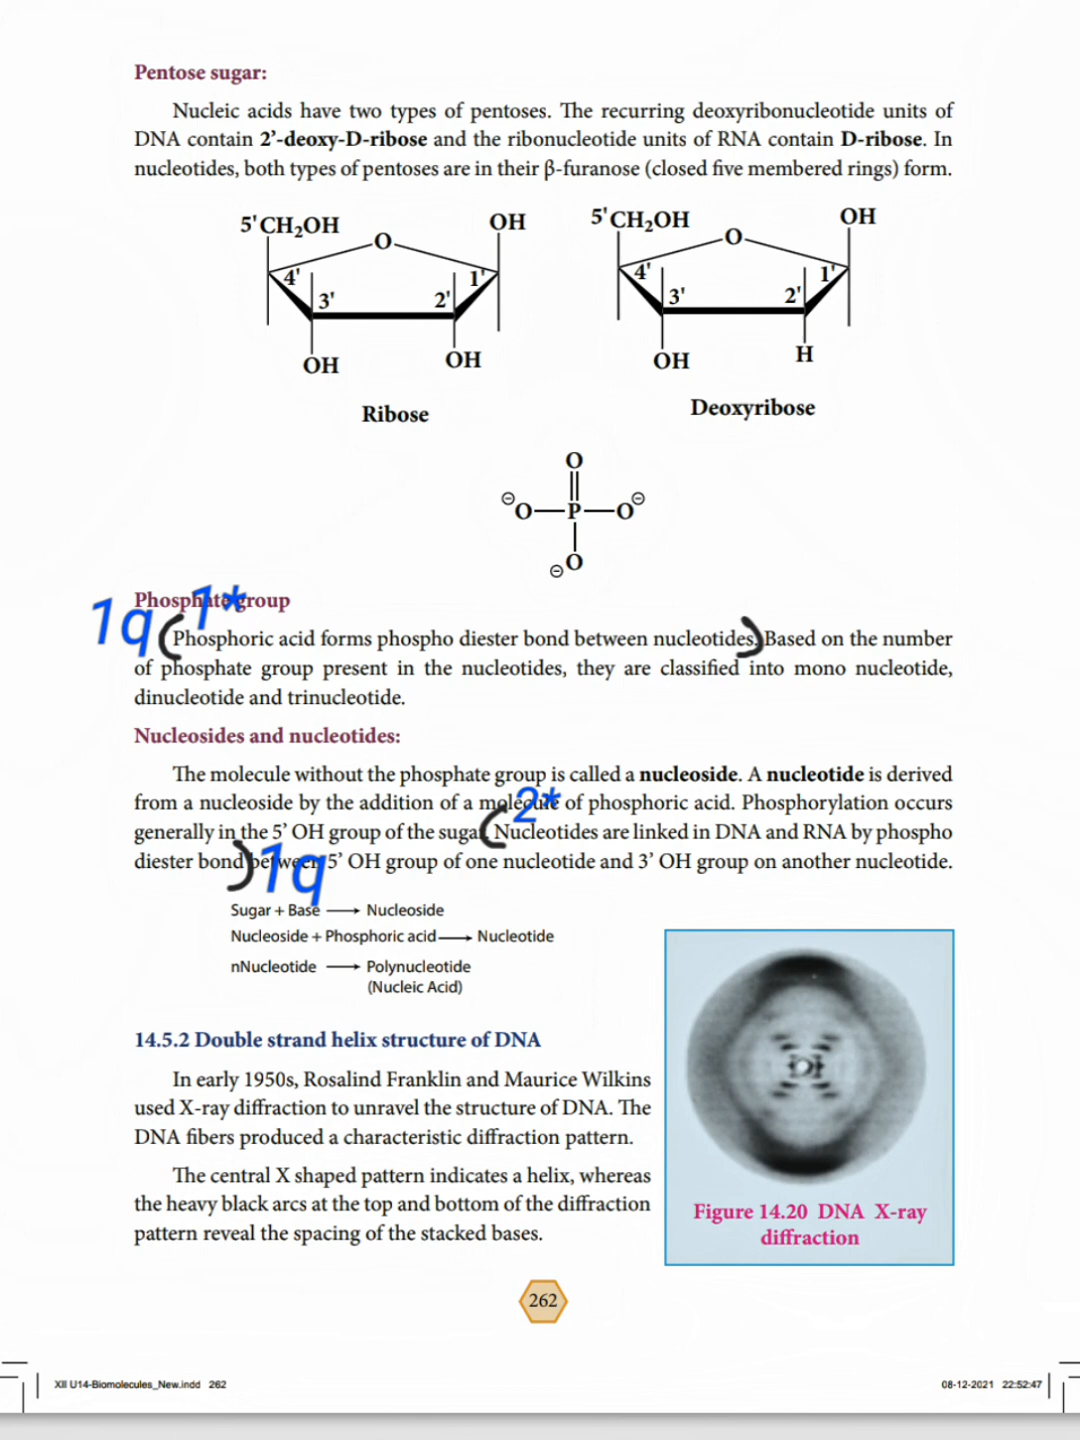 Pentose sugar:
Nucleic acids have two types of pentoses. The recurring deoxyribonucleotide units of
DNA contain 2’-deoxy-D-ribose and the ribonucleotide units of RNA contain D-ribose. In
nucleotides, both types of pentoses are in their β-furanose (closed five membered rings) form.
5'CH₂OH O OH
4' 1'
3' 2'
OH OH
Ribose
5'CH₂OH O OH
4' 1'
3' 2'
OH H
Deoxyribose
O
⊖O—P—O⊖
⊖O
Phosphate group
1q 1*
(Phosphoric acid forms phospho diester bond between nucleotides.) Based on the number
of phosphate group present in the nucleotides, they are classified into mono nucleotide,
dinucleotide and trinucleotide.
Nucleosides and nucleotides:
The molecule without the phosphate group is called a nucleoside. A nucleotide is derived
from a nucleoside by the addition of a molecule of phosphoric acid. Phosphorylation occurs
2*
generally in the 5’ OH group of the sugar. (Nucleotides are linked in DNA and RNA by phospho
diester bond) between 5’ OH group of one nucleotide and 3’ OH group on another nucleotide.
1q
Sugar + Base ⟶ Nucleoside
Nucleoside + Phosphoric acid ⟶ Nucleotide
nNucleotide ⟶ Polynucleotide
(Nucleic Acid)
14.5.2 Double strand helix structure of DNA
In early 1950s, Rosalind Franklin and Maurice Wilkins
used X-ray diffraction to unravel the structure of DNA. The
DNA fibers produced a characteristic diffraction pattern.
The central X shaped pattern indicates a helix, whereas
the heavy black arcs at the top and bottom of the diffraction
pattern reveal the spacing of the stacked bases.
Figure 14.20 DNA X-ray
diffraction
262
XII U14-Biomolecules_New.indd 262
08-12-2021 22:52:47